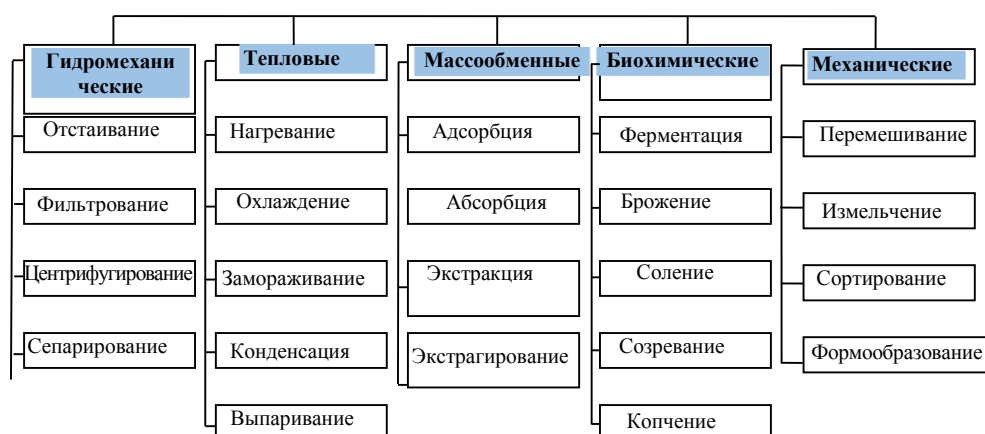 Гидромехани
ческие
Отстаивание
Фильтрование
Центрифугирование
Сепарирование
Тепловые
Нагревание
Охлаждение
Замораживание
Конденсация
Выпаривание
Массообменные
Адсорбция
Абсорбция
Экстракция
Экстрагирование
Биохимические
Ферментация
Брожение
Соление
Созревание
Копчение
Механические
Перемешивание
Измельчение
Сортирование
Формообразование